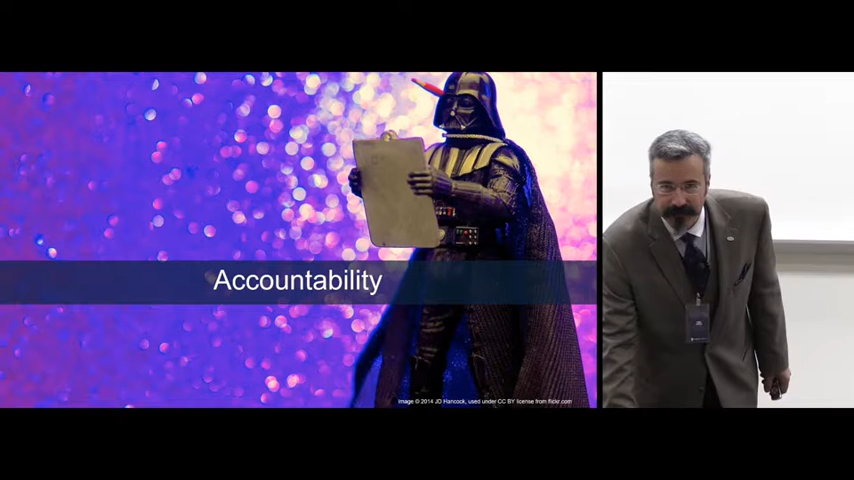 Accountability
Image © 2014 JD Hancock, used under CC BY license from flickr.com